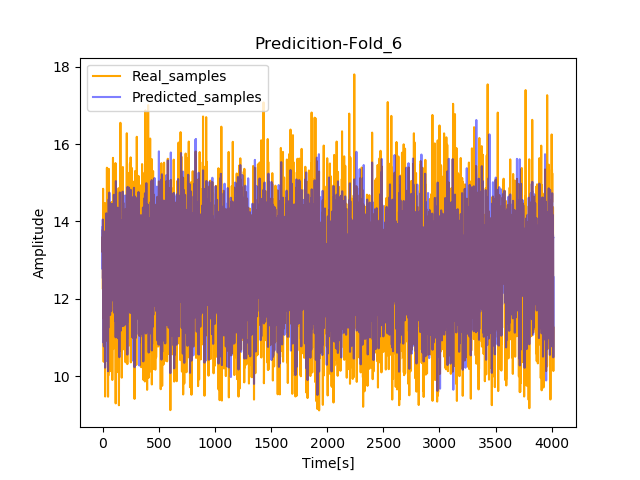 Predicition-Fold_6
Real_samples
Predicted_samples
Amplitude
18
16
14
12
10
0 500 1000 1500 2000 2500 3000 3500 4000
Time[s]